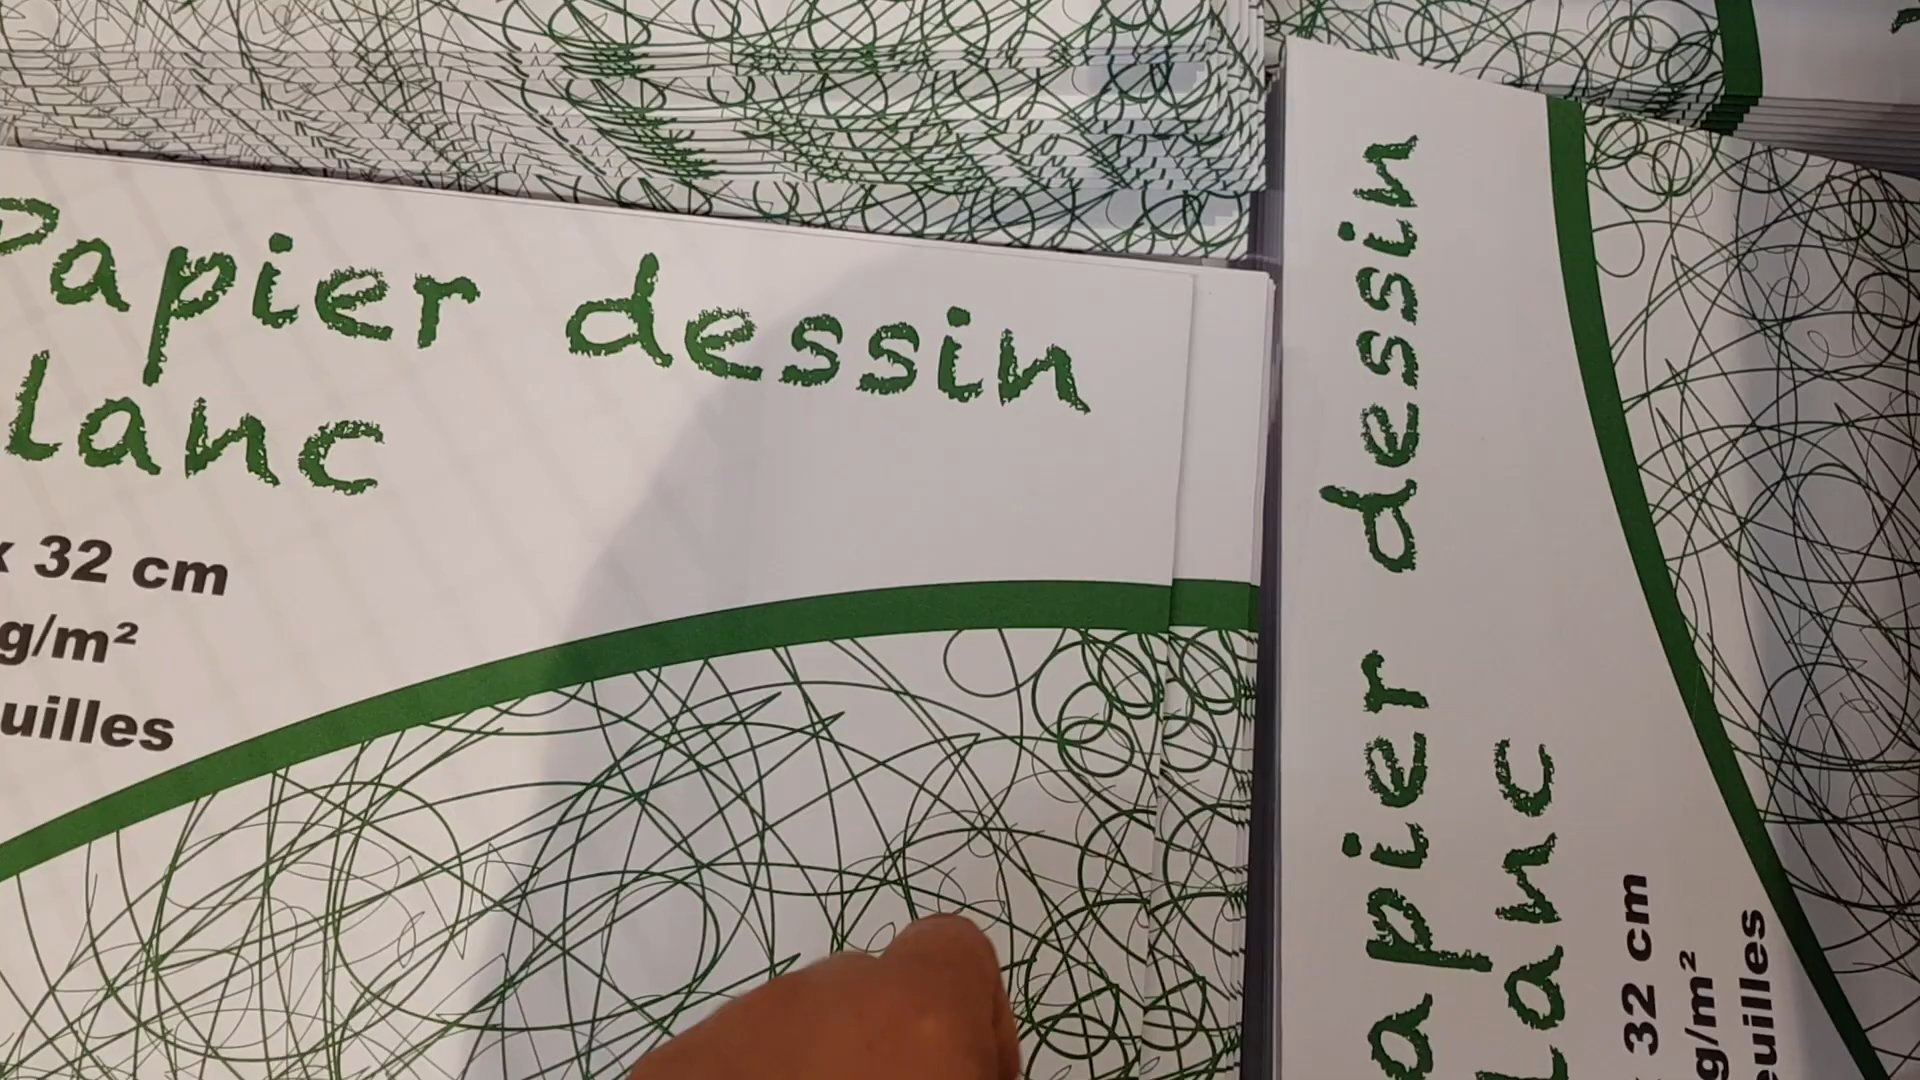 Papier dessin
lanc
x 32 cm
g/m²
uilles
apier dessin
lanc
32 cm
g/m²
euilles